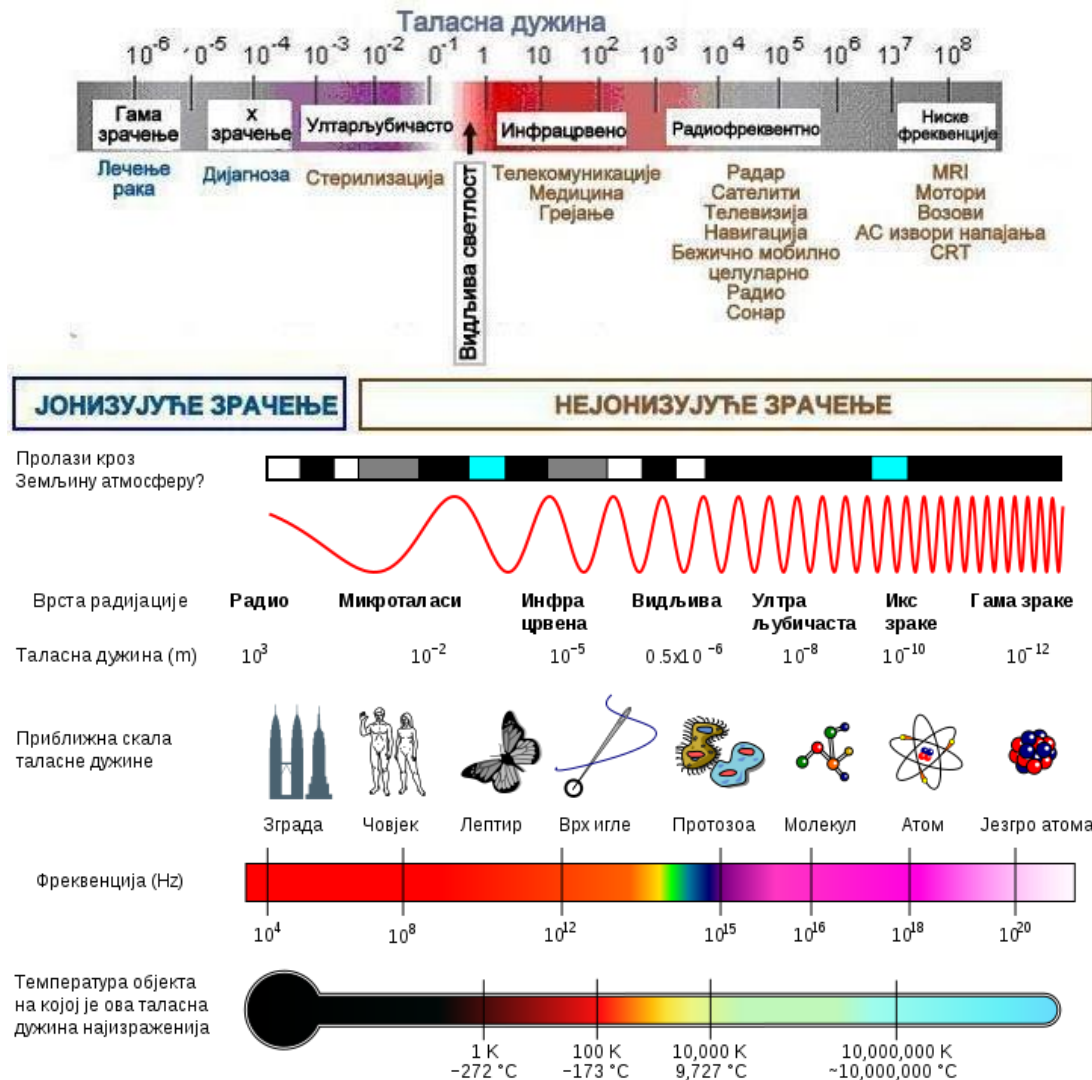 Таласна дужина
10⁻⁶ 0⁻⁵ 10⁻⁴ 10⁻³ 10⁻² 0⁻¹ 1 10 10² 10³ 10⁴ 10⁵ 10⁶ 10⁷ 10⁸
Гама
зрачење
X
зрачење
Ултарљубичасто
Инфрацрвено
Радиофреквентно
Ниске
фреквенције
Лечење
рака
Дијагноза
Стерилизација
Видљива светлост
Телекомуникације
Медицина
Грејање
Радар
Сателити
Телевизија
Навигација
Бежично мобилно
целуларно
Радио
Сонар
MRI
Мотори
Возови
АС извори напајања
CRT
ЈОНИЗУЈУЋЕ ЗРАЧЕЊЕ
НЕЈОНИЗУЈУЋЕ ЗРАЧЕЊЕ
Пролази кроз
Земљину атмосферу?
Врста радијације
Радио
Микроталаси
Инфра
црвена
Видљива
Ултра
љубичаста
Икс
зраке
Гама зраке
Таласна дужина (m)
10³ 10⁻² 10⁻⁵ 0.5x10⁻⁶ 10⁻⁸ 10⁻¹⁰ 10⁻¹²
Приближна скала
таласне дужине
Зграда Човјек Лептир Врх игле Протозоа Молекул Атом Језгро атома
Фреквенција (Hz)
10⁴ 10⁸ 10¹² 10¹⁵ 10¹⁶ 10¹⁸ 10²⁰
Температура објекта
на којој је ова таласна
дужина најизраженија
1 K 100 K 10,000 K 10,000,000 K
−272 °C −173 °C 9,727 °C ~10,000,000 °C